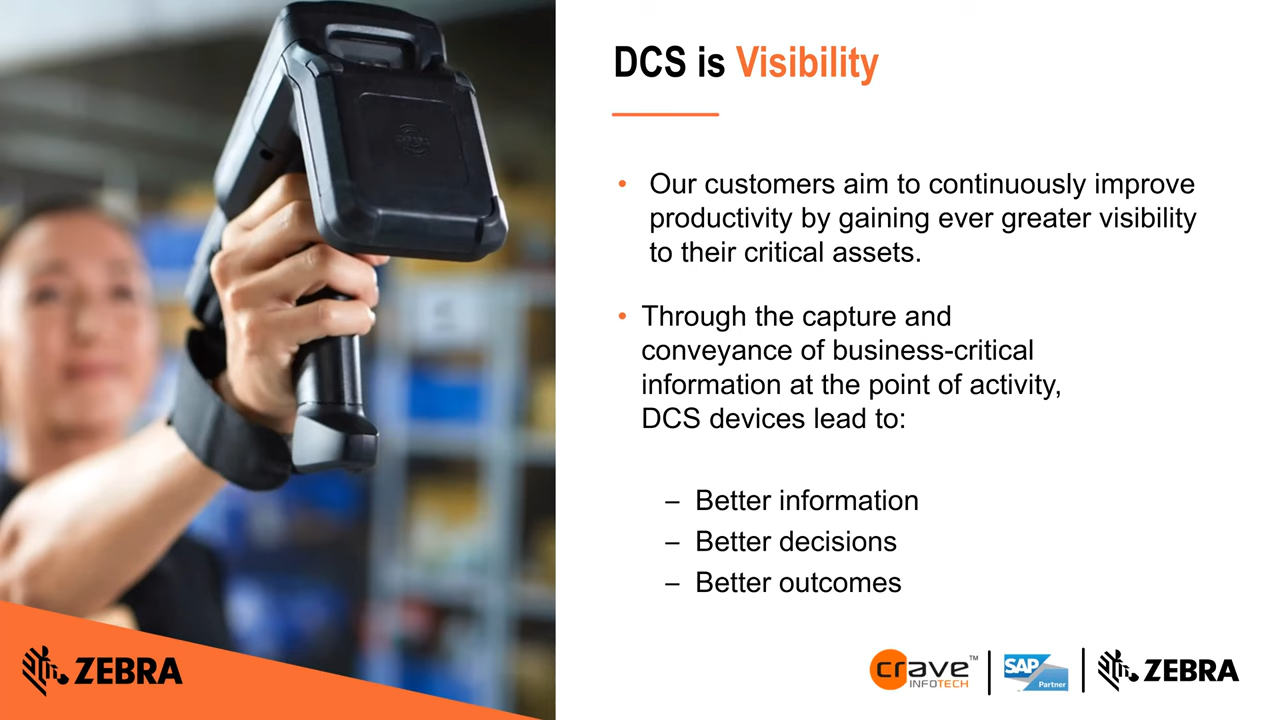 DCS is Visibility
• Our customers aim to continuously improve
productivity by gaining ever greater visibility
to their critical assets.
• Through the capture and
conveyance of business-critical
information at the point of activity,
DCS devices lead to:
– Better information
– Better decisions
– Better outcomes
ZEBRA
crave™
INFOTECH
SAP
Partner
ZEBRA